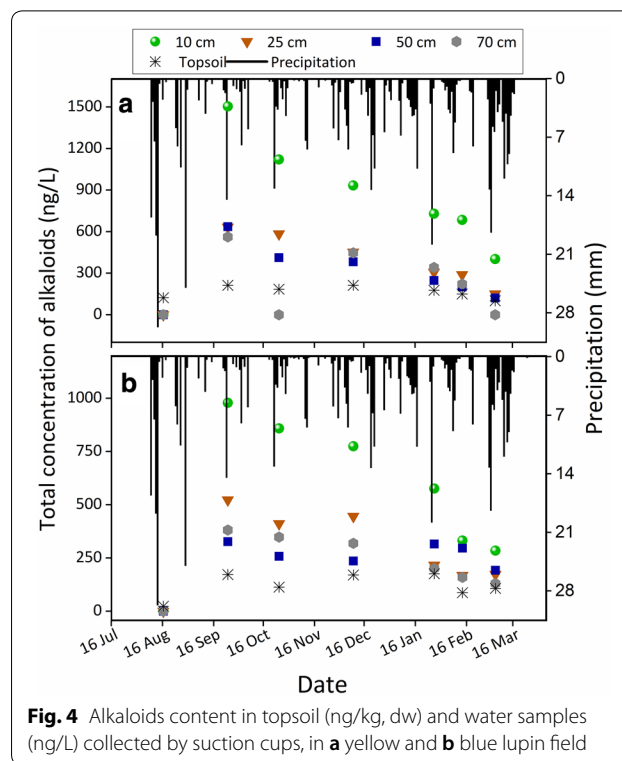 10 cm 25 cm 50 cm 70 cm
Topsoil Precipitation
a
1500
1200
900
600
300
0
0
7
14
21
28
b
1000
750
500
250
0
0
7
14
21
28
Total concentration of alkaloids (ng/L)
Precipitation (mm)
16 Jul 16 Aug 16 Sep 16 Oct 16 Nov 16 Dec 16 Jan 16 Feb 16 Mar
Date
Fig. 4 Alkaloids content in topsoil (ng/kg, dw) and water samples
(ng/L) collected by suction cups, in a yellow and b blue lupin field